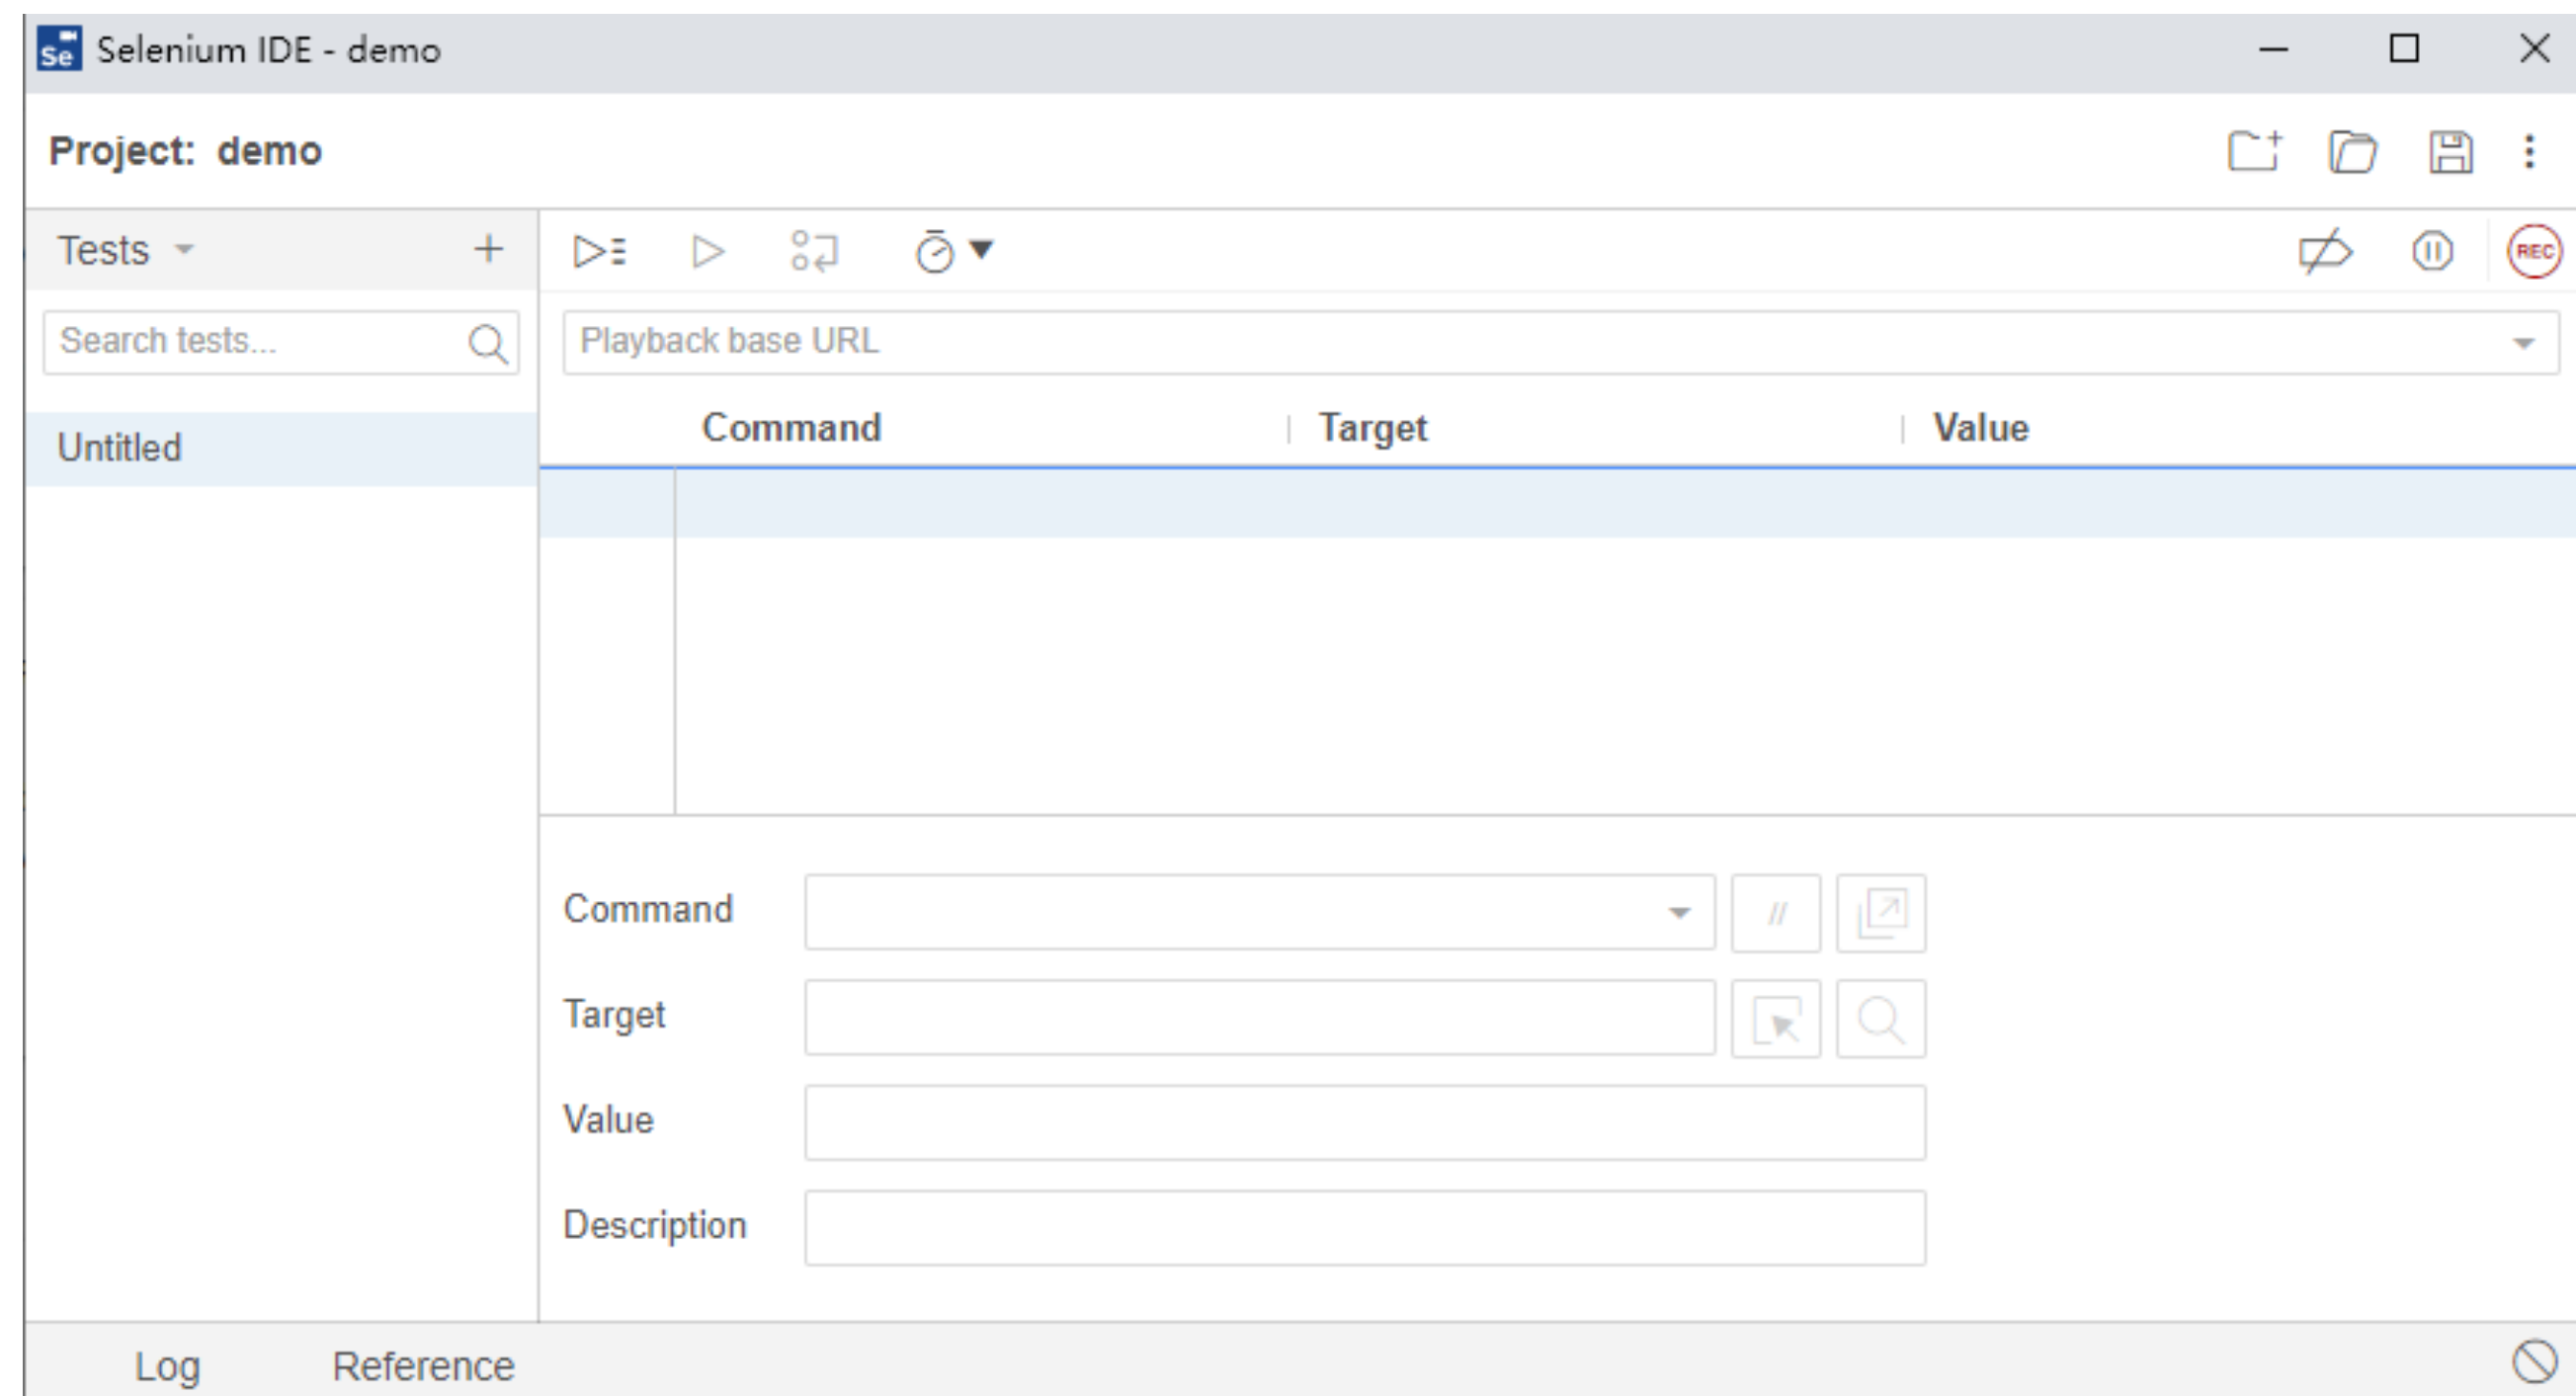 Se Selenium IDE - demo
Project: demo
Tests
REC
Search tests...
Playback base URL
Command Target Value
Untitled
Command //
Target
Value
Description
Log Reference